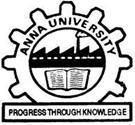 ANNA UNIVERSITY
PROGRESS THROUGH KNOWLEDGE